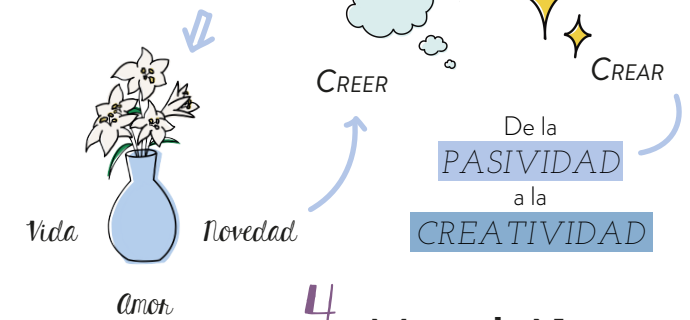 CREER
CREAR
De la
PASIVIDAD
a la
CREATIVIDAD
Vida
Novedad
Amor
4